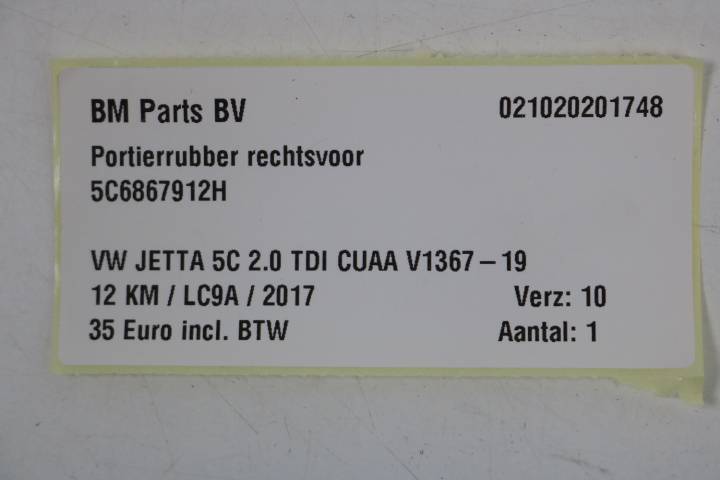 BM Parts BV 021020201748
Portierrubber rechtsvoor
5C6867912H
VW JETTA 5C 2.0 TDI CUAA V1367 – 19
12 KM / LC9A / 2017 Verz: 10
35 Euro incl. BTW Aantal: 1